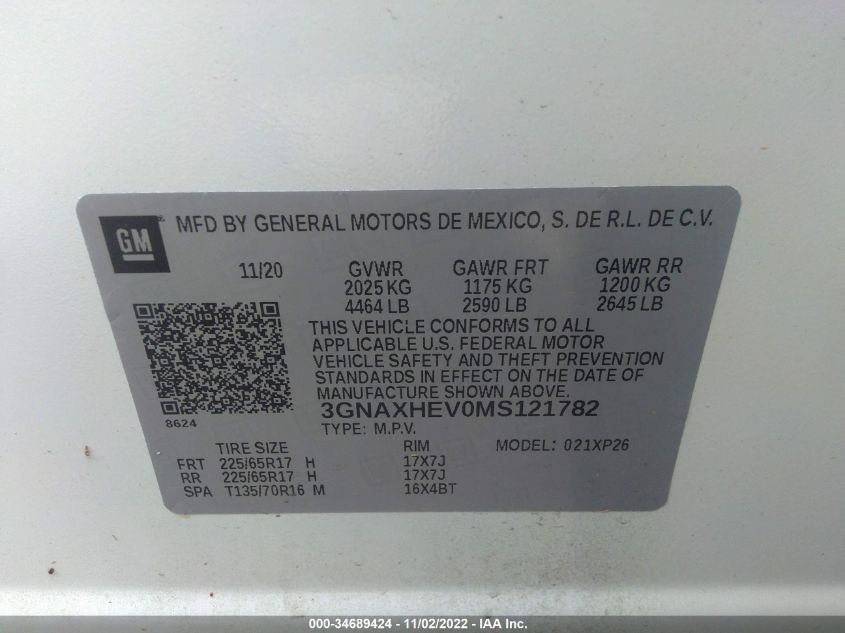 GM ® MFD BY GENERAL MOTORS DE MEXICO, S. DE R.L. DE C.V.
11/20 GVWR GAWR FRT GAWR RR
2025 KG 1175 KG 1200 KG
4464 LB 2590 LB 2645 LB
THIS VEHICLE CONFORMS TO ALL
APPLICABLE U.S. FEDERAL MOTOR
VEHICLE SAFETY AND THEFT PREVENTION
STANDARDS IN EFFECT ON THE DATE OF
MANUFACTURE SHOWN ABOVE.
8624 3GNAXHEV0MS121782
TYPE: M.P.V.
TIRE SIZE RIM MODEL: 021XP26
FRT 225/65R17 H 17X7J
RR 225/65R17 H 17X7J
SPA T135/70R16 M 16X4BT
000-34689424 - 11/02/2022 - IAA Inc.